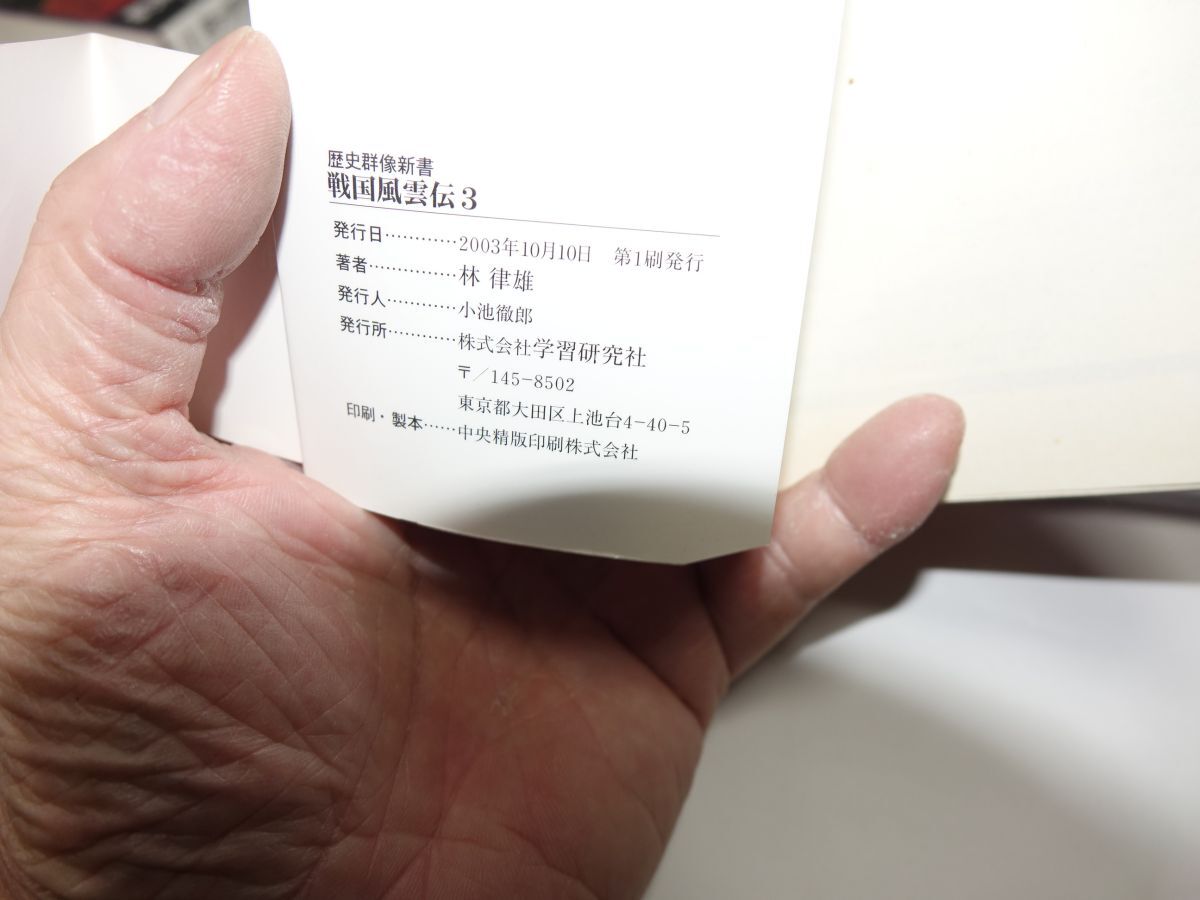 歴史群像新書
戦国風雲伝3
発行日…………2003年10月10日　第1刷発行
著者……………林 律雄
発行人…………小池徹郎
発行所…………株式会社学習研究社
〒／145-8502
東京都大田区上池台4-40-5
印刷・製本……中央精版印刷株式会社